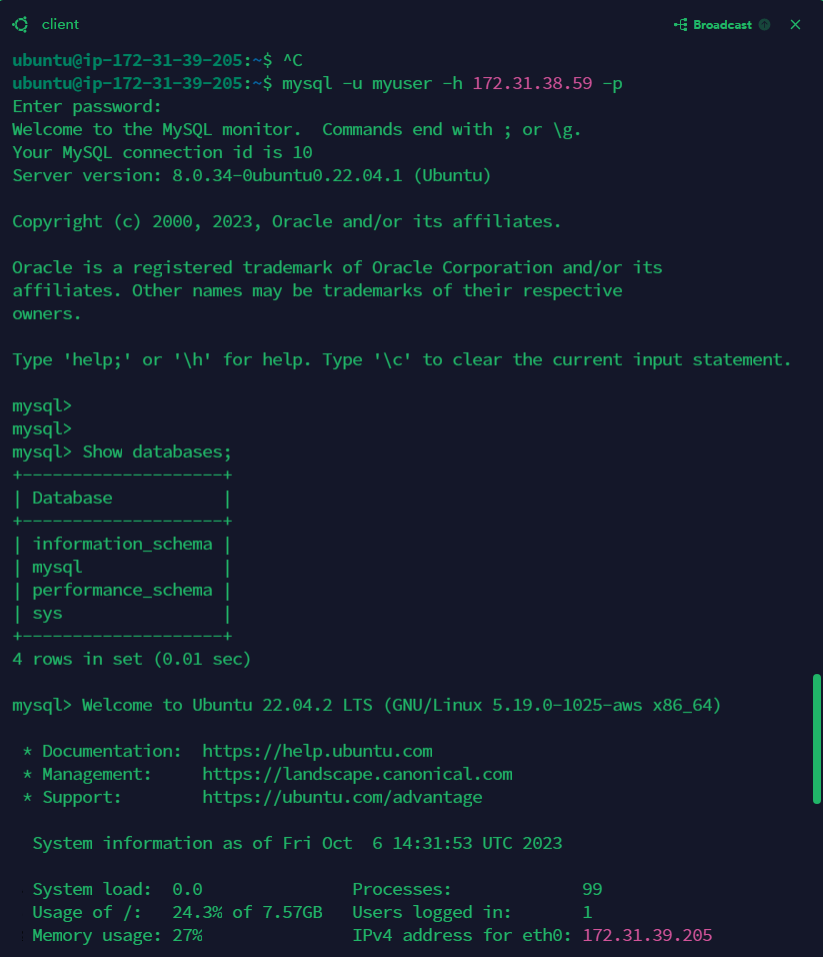 client Broadcast
ubuntu@ip-172-31-39-205:~$ ^C
ubuntu@ip-172-31-39-205:~$ mysql -u myuser -h 172.31.38.59 -p
Enter password:
Welcome to the MySQL monitor.  Commands end with ; or \g.
Your MySQL connection id is 10
Server version: 8.0.34-0ubuntu0.22.04.1 (Ubuntu)
Copyright (c) 2000, 2023, Oracle and/or its affiliates.
Oracle is a registered trademark of Oracle Corporation and/or its
affiliates. Other names may be trademarks of their respective
owners.
Type 'help;' or '\h' for help. Type '\c' to clear the current input statement.
mysql>
mysql>
mysql> Show databases;
+--------------------+
| Database           |
+--------------------+
| information_schema |
| mysql              |
| performance_schema |
| sys                |
+--------------------+
4 rows in set (0.01 sec)
mysql> Welcome to Ubuntu 22.04.2 LTS (GNU/Linux 5.19.0-1025-aws x86_64)
 * Documentation:  https://help.ubuntu.com
 * Management:     https://landscape.canonical.com
 * Support:        https://ubuntu.com/advantage
  System information as of Fri Oct  6 14:31:53 UTC 2023
  System load:  0.0               Processes:             99
  Usage of /:   24.3% of 7.57GB   Users logged in:       1
  Memory usage: 27%               IPv4 address for eth0: 172.31.39.205